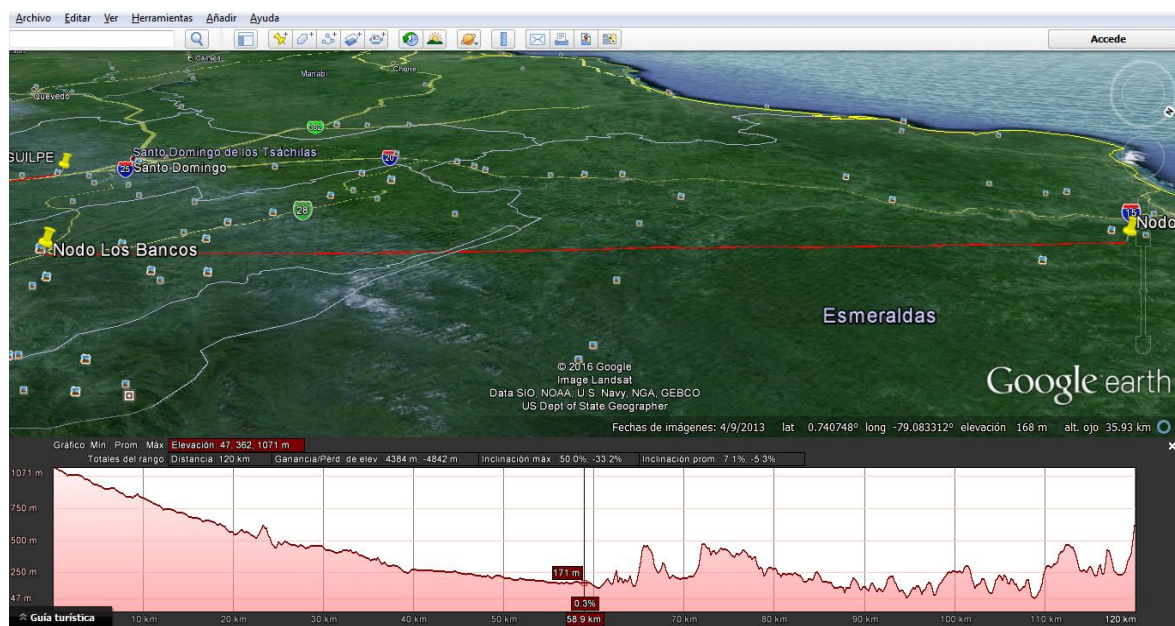 Archivo Editar Ver Herramientas Añadir Ayuda
Accede
Manabí
Chone
Quevedo
GUILPE
Santo Domingo de los Tsáchilas
25 Santo Domingo
20
28
15
Nodo Los Bancos
Nodo
Esmeraldas
© 2016 Google
Image Landsat
Data SIO, NOAA, U.S. Navy, NGA, GEBCO
US Dept of State Geographer
Google earth
Fechas de imágenes: 4/9/2013 lat 0.740748° long -79.083312° elevación 168 m alt. ojo 35.93 km
Gráfico: Mín., Prom., Máx. Elevación: 47, 362, 1071 m
Totales del rango: Distancia: 120 km Ganancia/Pérd. de elev.: 4384 m, -4842 m Inclinación máx.: 50.0%, -33.2% Inclinación prom.: 7.1%, -5.3%
1071 m
750 m
500 m
250 m
47 m
171 m
0.3%
Guía turística
10 km 20 km 30 km 40 km 50 km 58.9 km 70 km 80 km 90 km 100 km 110 km 120 km